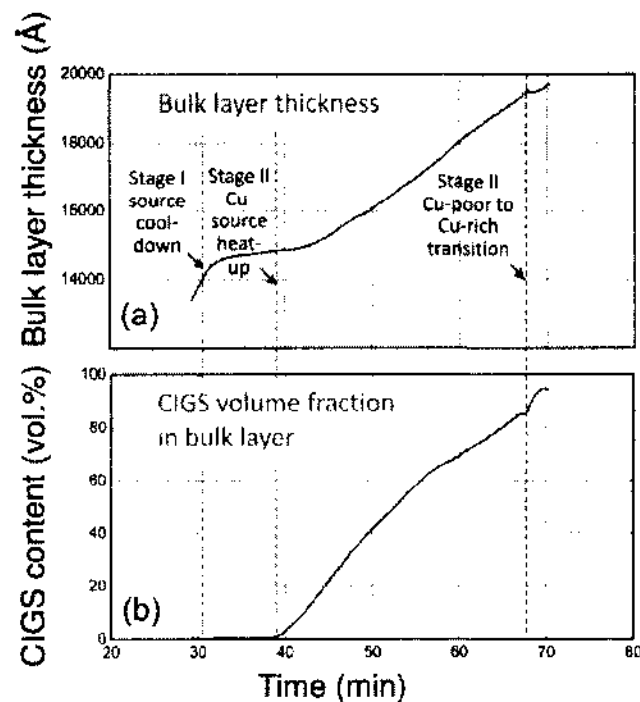 Bulk layer thickness (Å)
20000
18000
16000
14000
Bulk layer thickness
Stage I
source
cool-
down
Stage II
Cu
source
heat-
up
Stage II
Cu-poor to
Cu-rich
transition
(a)
CIGS content (vol.%)
100
80
60
40
20
0
CIGS volume fraction
in bulk layer
(b)
20 30 40 50 60 70 80
Time (min)